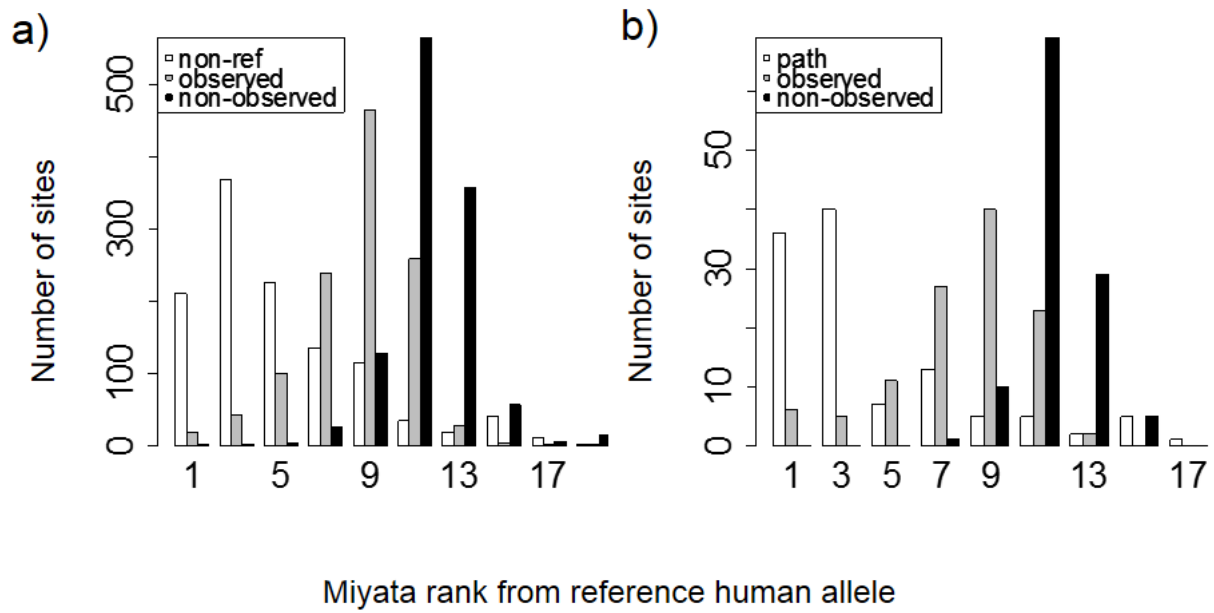 a)
non-ref
observed
non-observed
Number of sites
0 100 300 500
1 5 9 13 17
b)
path
observed
non-observed
Number of sites
0 10 30 50
1 3 5 7 9 13 17
Miyata rank from reference human allele